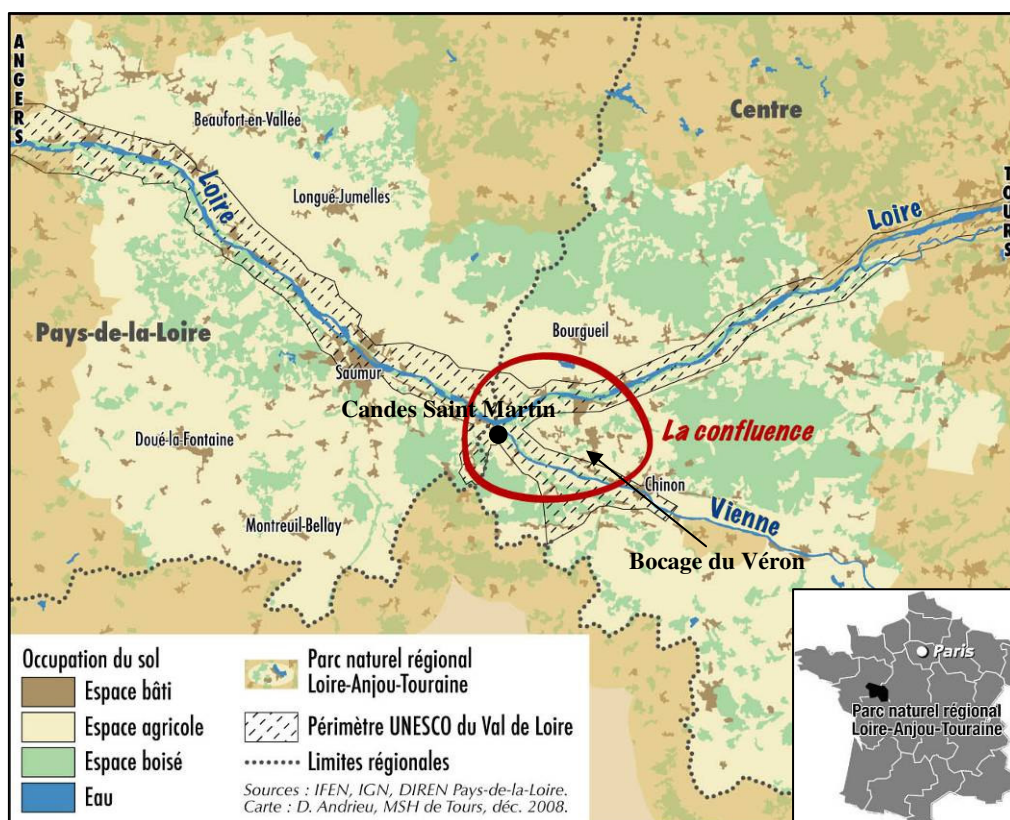 ANGERS
Beaufort-en-Vallée
Centre
Longué-Jumelles
Loire
Loire
TOURS
Pays-de-la-Loire
Bourgueil
Saumur
Candes Saint Martin
La confluence
Doué-la-Fontaine
Chinon
Vienne
Montreuil-Bellay
Bocage du Véron
Occupation du sol
Espace bâti
Espace agricole
Espace boisé
Eau
Parc naturel régional
Loire-Anjou-Touraine
Périmètre UNESCO du Val de Loire
Limites régionales
Sources : IFEN, IGN, DIREN Pays-de-la-Loire.
Carte : D. Andrieu, MSH de Tours, déc. 2008.
Paris
Parc naturel régional
Loire-Anjou-Touraine